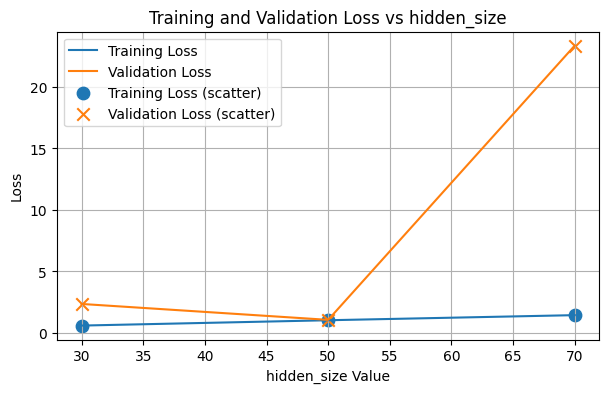 Training and Validation Loss vs hidden_size
Training Loss
Validation Loss
Training Loss (scatter)
Validation Loss (scatter)
Loss
20
15
10
5
0
30 35 40 45 50 55 60 65 70
hidden_size Value